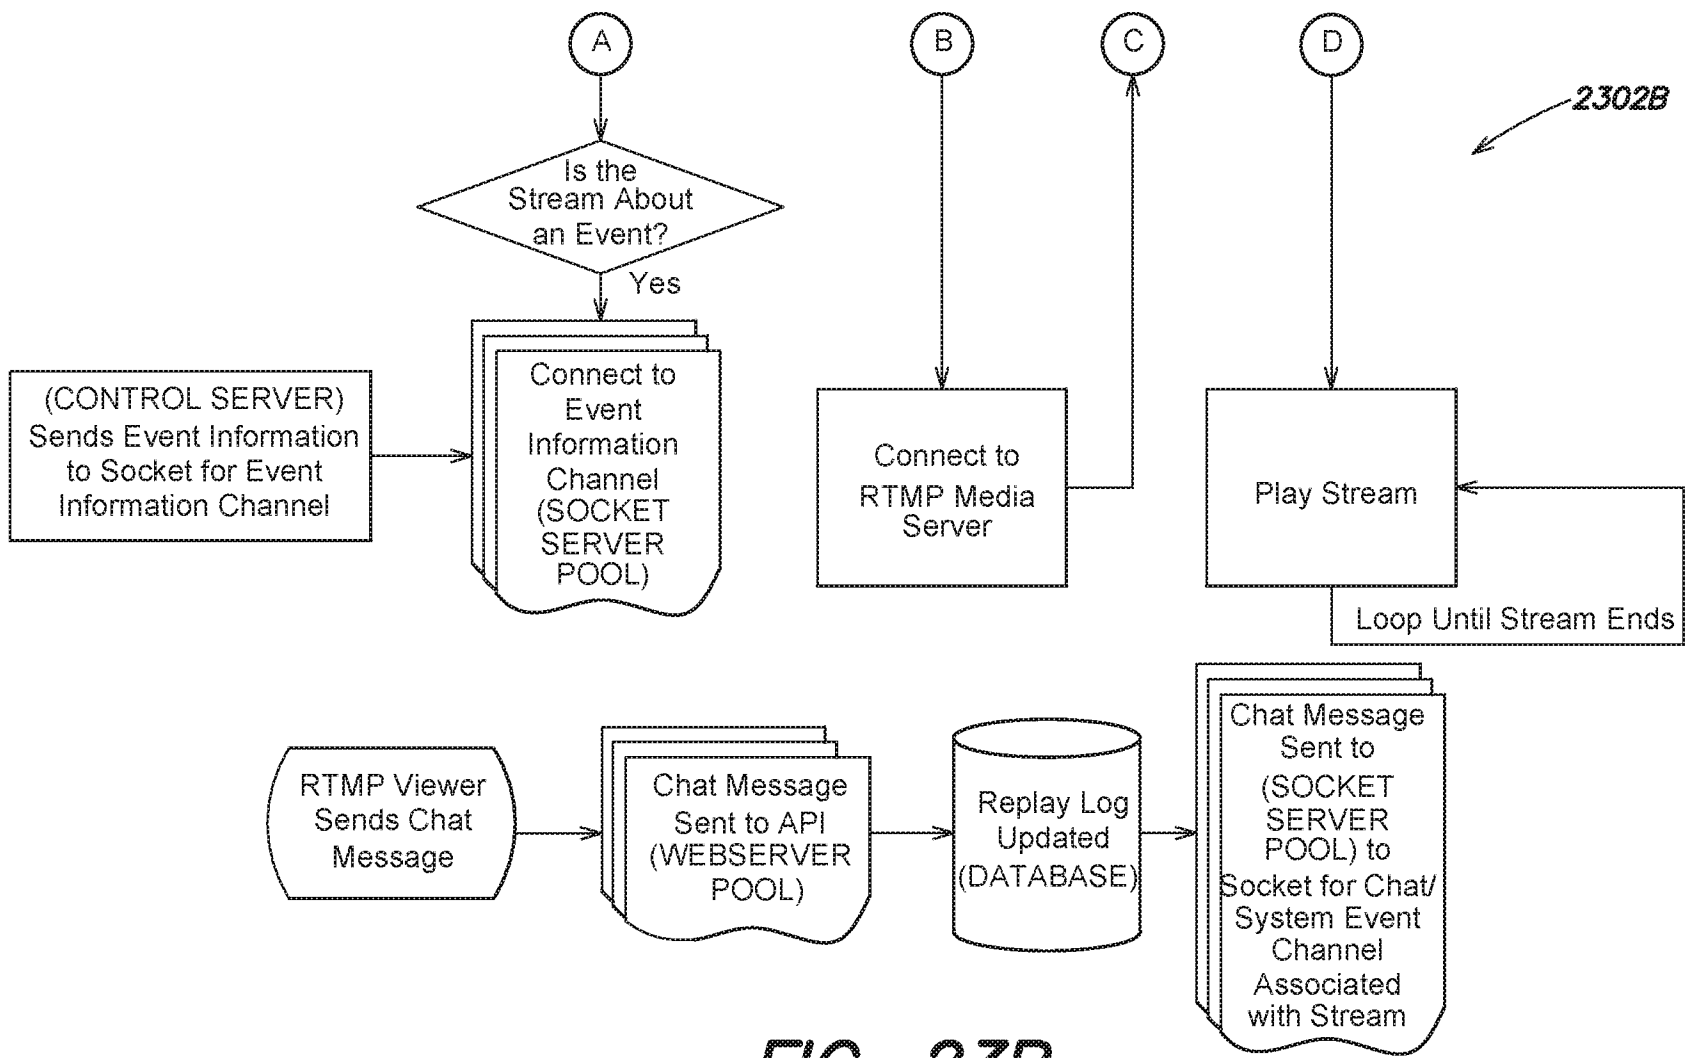 A
B
C
D
2302B
Is the
Stream About
an Event?
Yes
(CONTROL SERVER)
Sends Event Information
to Socket for Event
Information Channel
Connect to
Event
Information
Channel
(SOCKET
SERVER
POOL)
Connect to
RTMP Media
Server
Play Stream
Loop Until Stream Ends
RTMP Viewer
Sends Chat
Message
Chat Message
Sent to API
(WEBSERVER
POOL)
Replay Log
Updated
(DATABASE)
Chat Message
Sent to
(SOCKET
SERVER
POOL) to
Socket for Chat/
System Event
Channel
Associated
with Stream